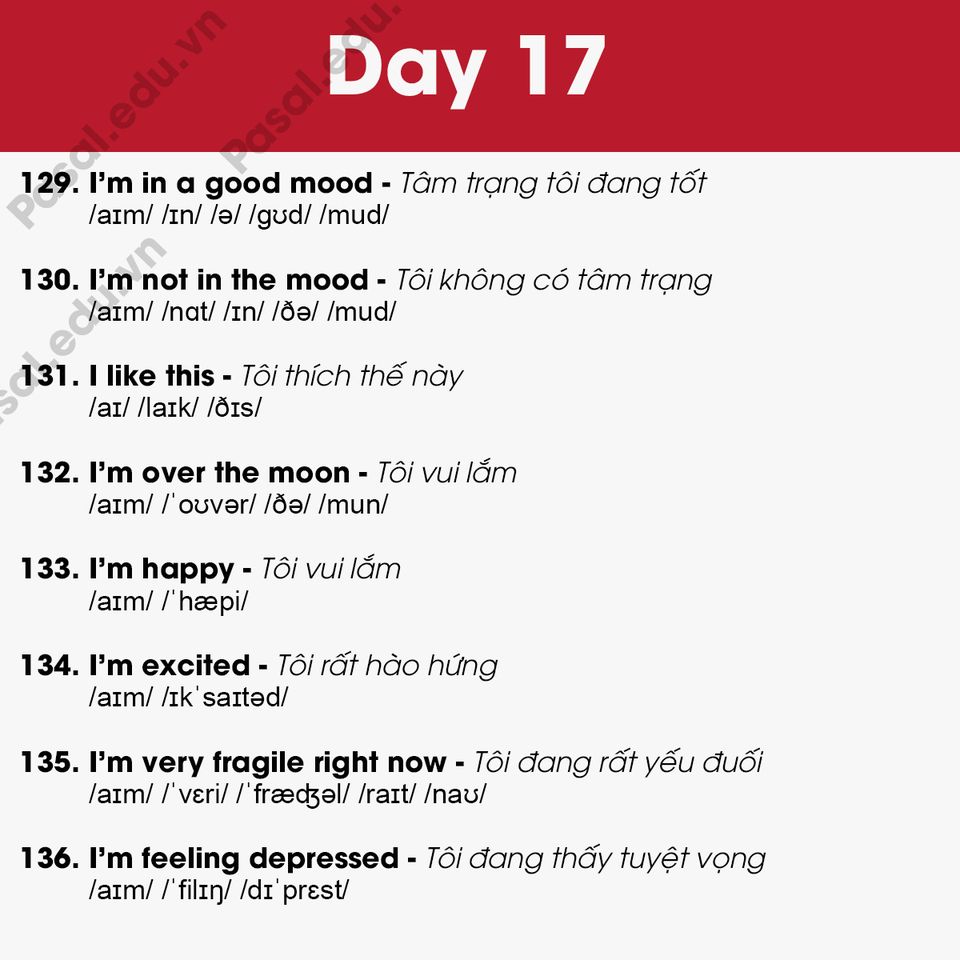 Day 17
Pasal.edu.vn
Pasal.edu.
129. I'm in a good mood - Tâm trạng tôi đang tốt
/aɪm/ /ɪn/ /ə/ /gʊd/ /mud/
130. I'm not in the mood - Tôi không có tâm trạng
/aɪm/ /nɑt/ /ɪn/ /ðə/ /mud/
asal.edu.vn
131. I like this - Tôi thích thế này
/aɪ/ /laɪk/ /ðɪs/
132. I'm over the moon - Tôi vui lắm
/aɪm/ /ˈoʊvər/ /ðə/ /mun/
133. I'm happy - Tôi vui lắm
/aɪm/ /ˈhæpi/
134. I'm excited - Tôi rất hào hứng
/aɪm/ /ɪkˈsaɪtəd/
135. I'm very fragile right now - Tôi đang rất yếu đuối
/aɪm/ /ˈvɛri/ /ˈfræʤəl/ /raɪt/ /naʊ/
136. I'm feeling depressed - Tôi đang thấy tuyệt vọng
/aɪm/ /ˈfilɪŋ/ /dɪˈprɛst/